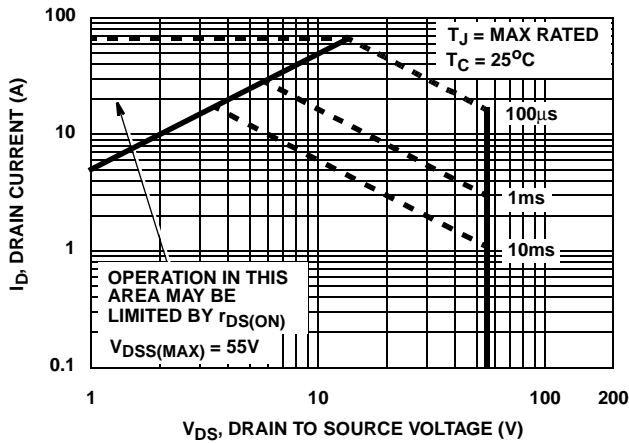 I_D, DRAIN CURRENT (A)
100
10
1
0.1
T_J = MAX RATED
T_C = 25°C
100µs
1ms
10ms
OPERATION IN THIS
AREA MAY BE
LIMITED BY r_DS(ON)
V_DSS(MAX) = 55V
1
10
100
200
V_DS, DRAIN TO SOURCE VOLTAGE (V)